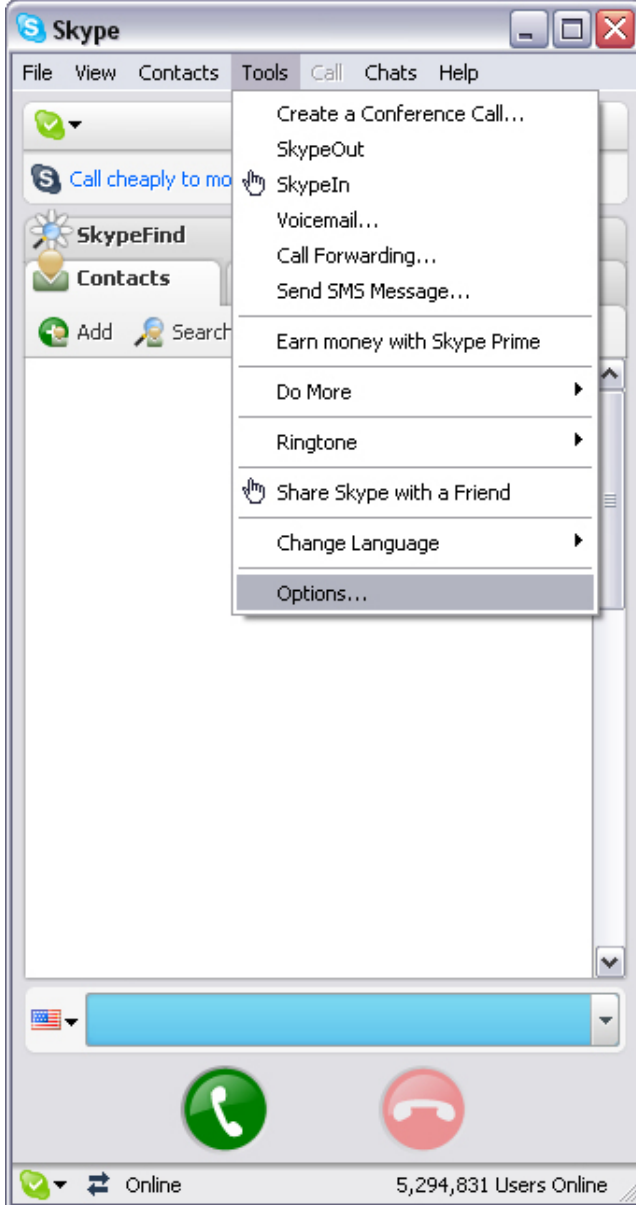 Skype
File View Contacts Tools Call Chats Help
Create a Conference Call...
SkypeOut
Call cheaply to mo
SkypeIn
Voicemail...
SkypeFind
Call Forwarding...
Contacts
Send SMS Message...
Add Search
Earn money with Skype Prime
Do More
Ringtone
Share Skype with a Friend
Change Language
Options...
Online 5,294,831 Users Online